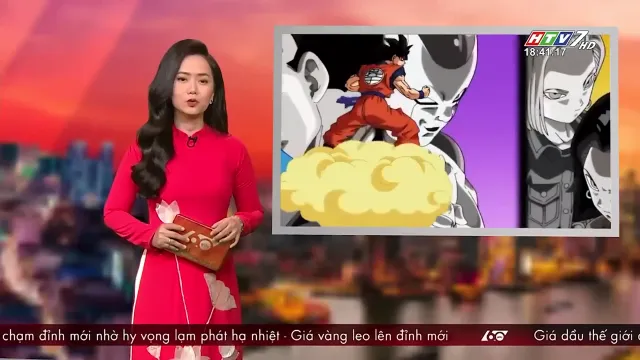 HTV7 HD
18:41:17
chạm đỉnh mới nhờ hy vọng lạm phát hạ nhiệt - Giá vàng leo lên đỉnh mới 60 Giá dầu thế giới